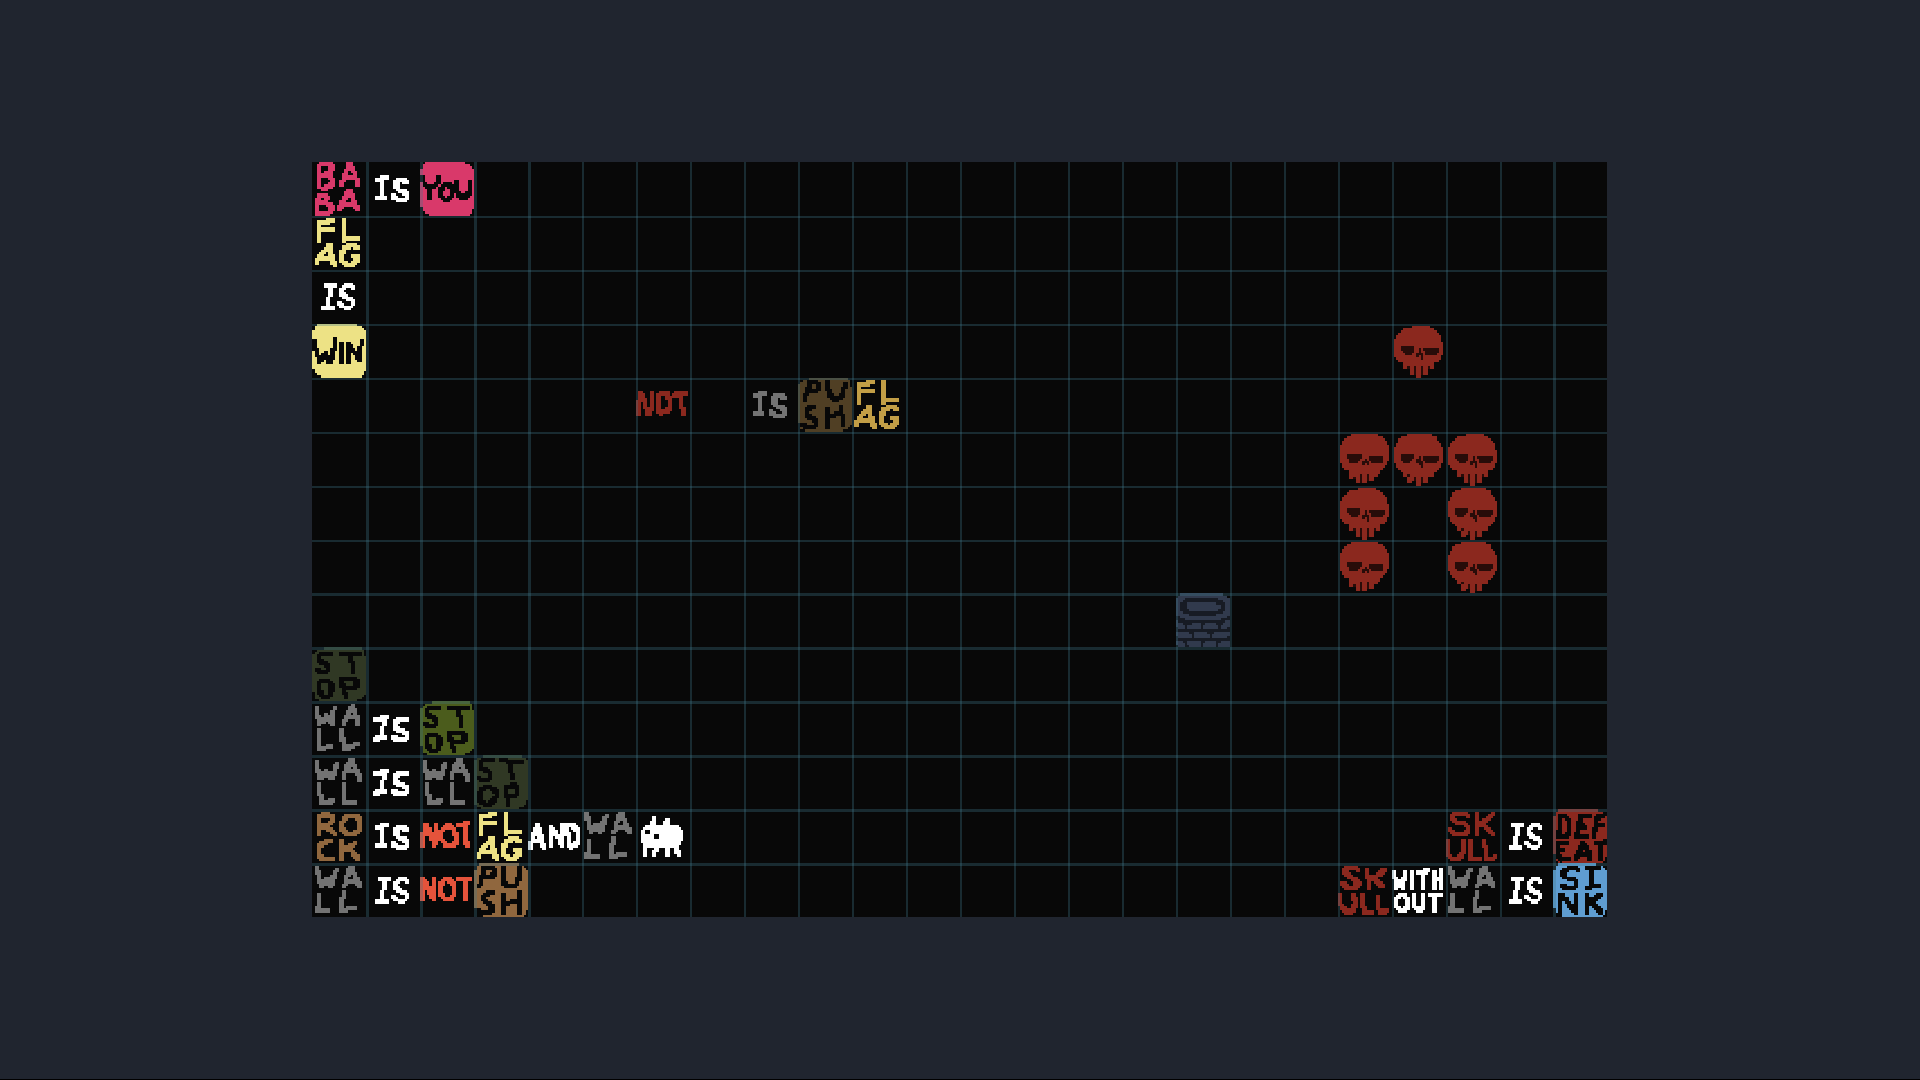 BABA IS YOU
FLAG
IS
WIN
NOT IS PUSH FLAG
STOP
WALL IS STOP
WALL IS WALL STOP
ROCK IS NOT FLAG AND WALL
SKULL IS DEFEAT
WALL IS NOT PUSH
SKULL WITHOUT WALL IS SINK